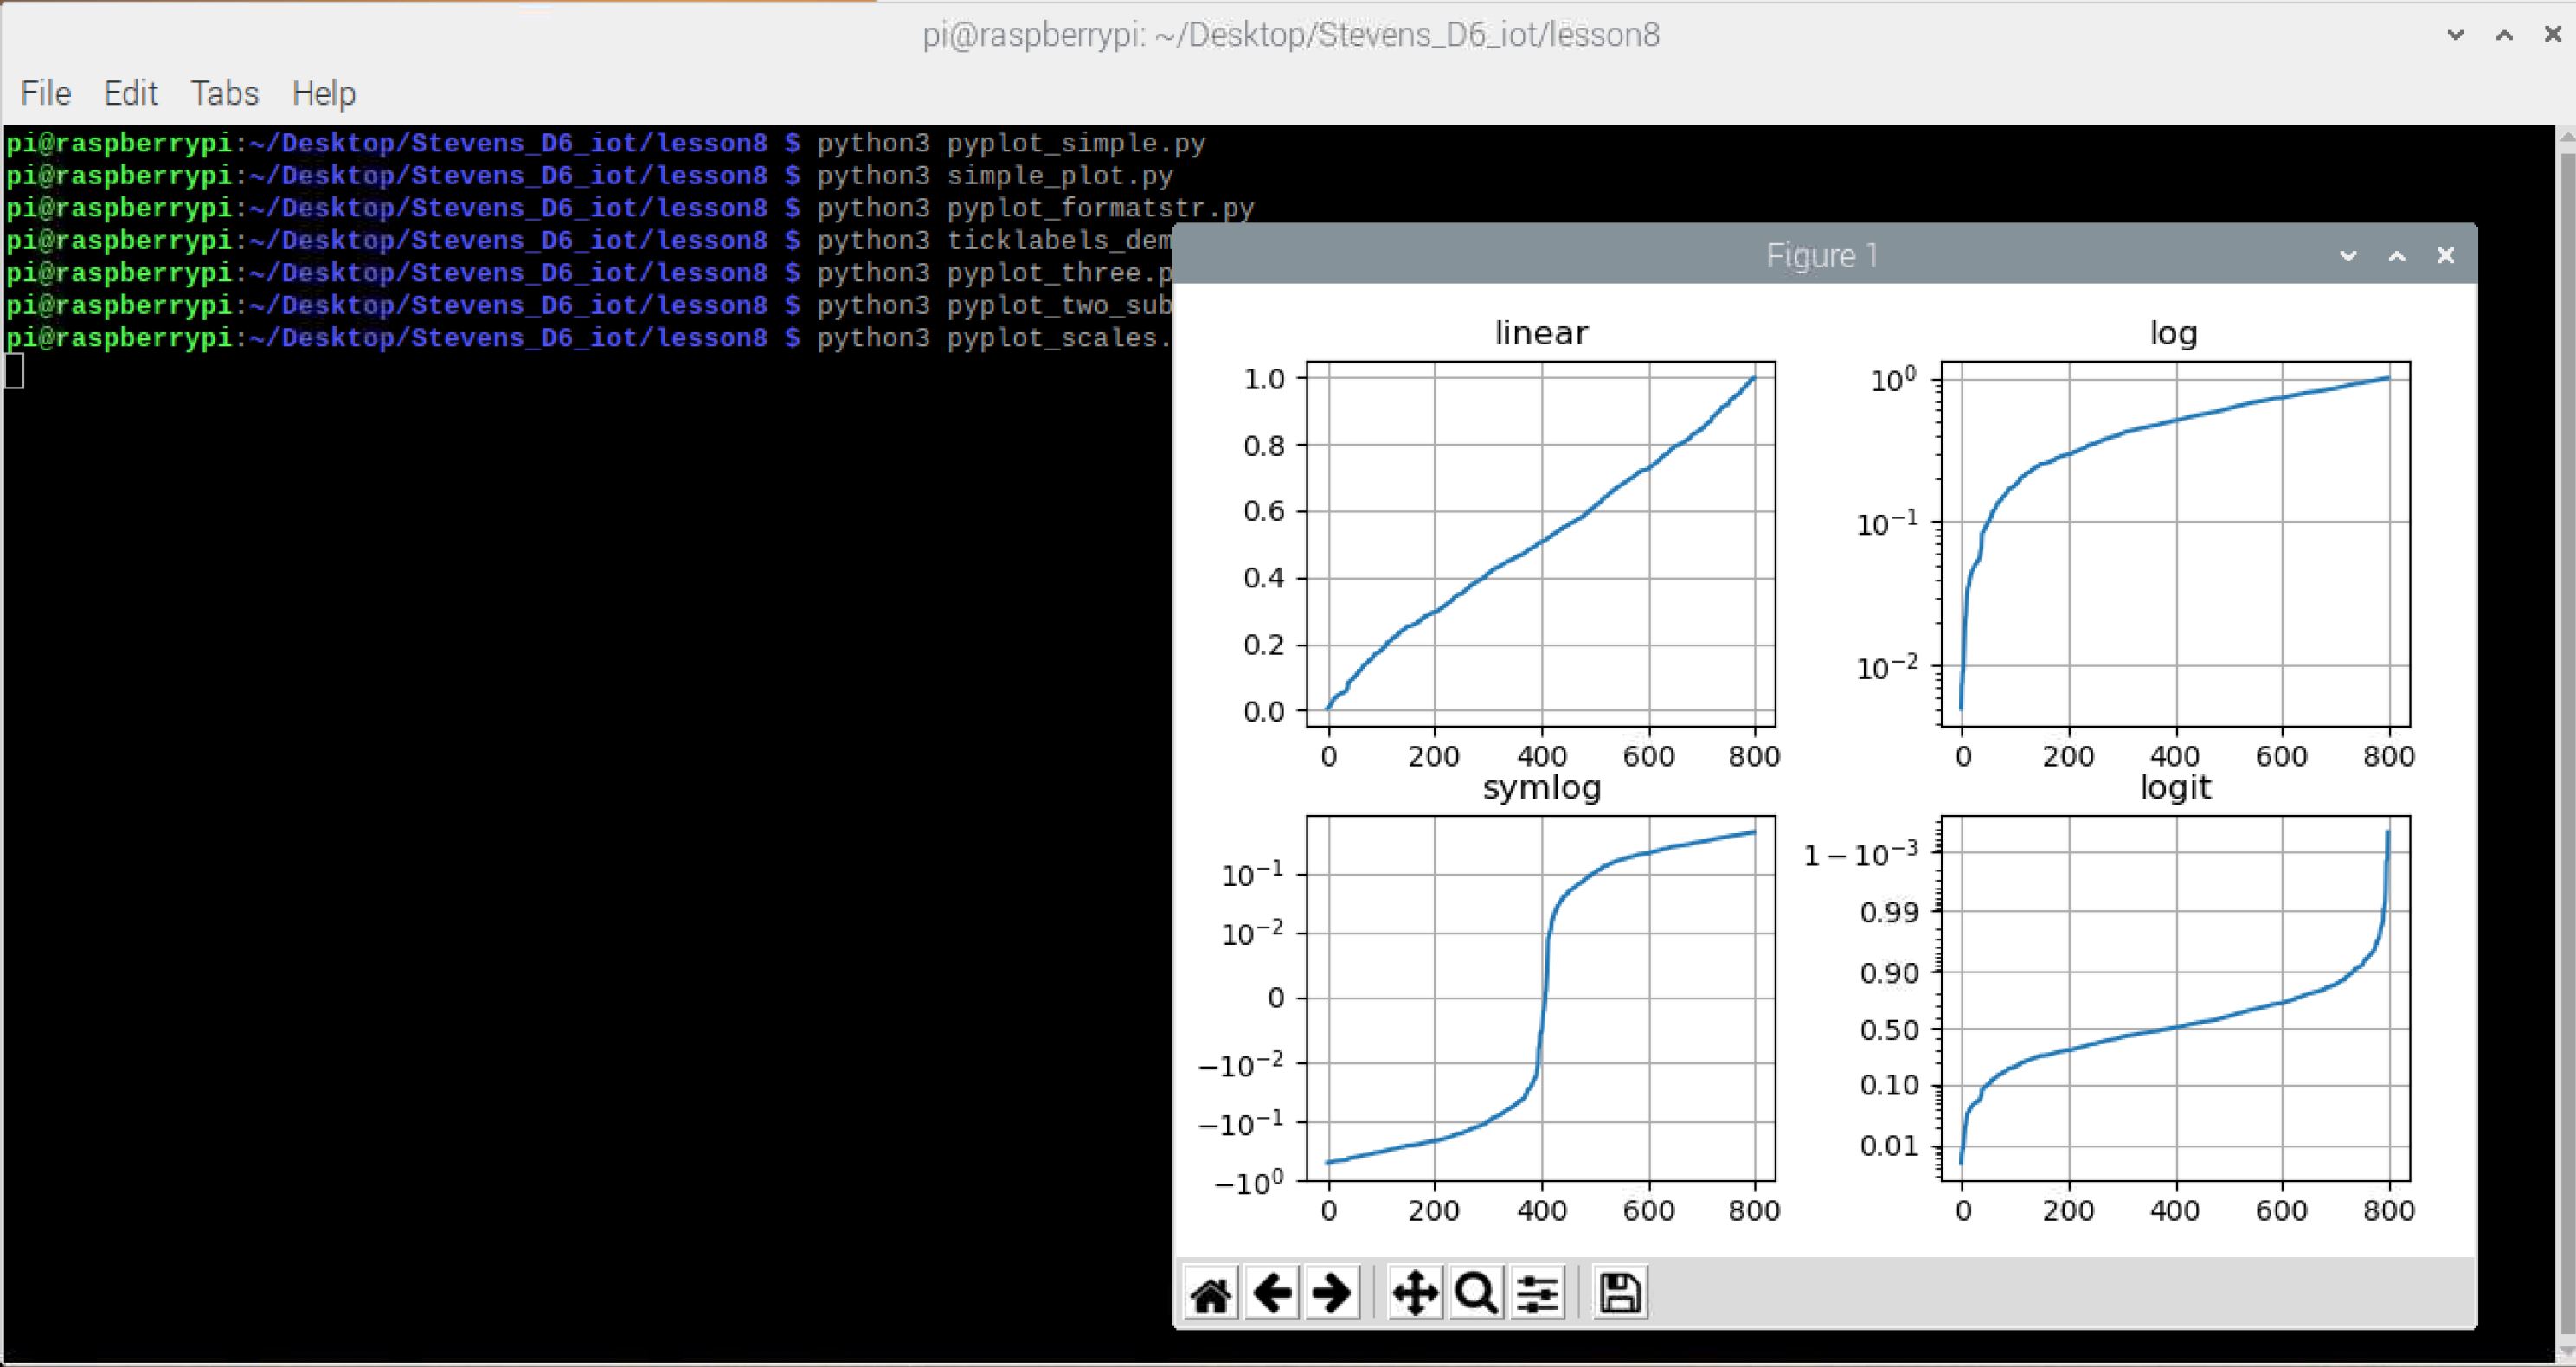 pi@raspberrypi: ~/Desktop/Stevens_D6_iot/lesson8
File Edit Tabs Help
pi@raspberrypi:~/Desktop/Stevens_D6_iot/lesson8 $ python3 pyplot_simple.py
pi@raspberrypi:~/Desktop/Stevens_D6_iot/lesson8 $ python3 simple_plot.py
pi@raspberrypi:~/Desktop/Stevens_D6_iot/lesson8 $ python3 pyplot_formatstr.py
pi@raspberrypi:~/Desktop/Stevens_D6_iot/lesson8 $ python3 ticklabels_dem
pi@raspberrypi:~/Desktop/Stevens_D6_iot/lesson8 $ python3 pyplot_three.p
pi@raspberrypi:~/Desktop/Stevens_D6_iot/lesson8 $ python3 pyplot_two_sub
pi@raspberrypi:~/Desktop/Stevens_D6_iot/lesson8 $ python3 pyplot_scales.
Figure 1
linear
1.0
0.8
0.6
0.4
0.2
0.0
0 200 400 600 800
log
10⁰
10⁻¹
10⁻²
0 200 400 600 800
symlog
10⁻¹
10⁻²
0
−10⁻²
−10⁻¹
−10⁰
0 200 400 600 800
logit
1 − 10⁻³
0.99
0.90
0.50
0.10
0.01
0 200 400 600 800